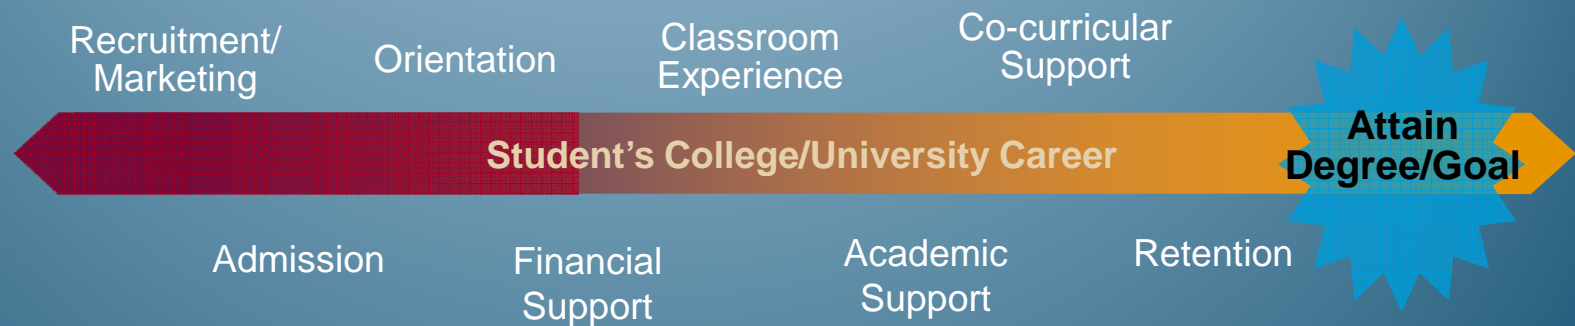 Recruitment/
Marketing
Orientation
Classroom
Experience
Co-curricular
Support
Student's College/University Career
Attain
Degree/Goal
Admission
Financial
Support
Academic
Support
Retention